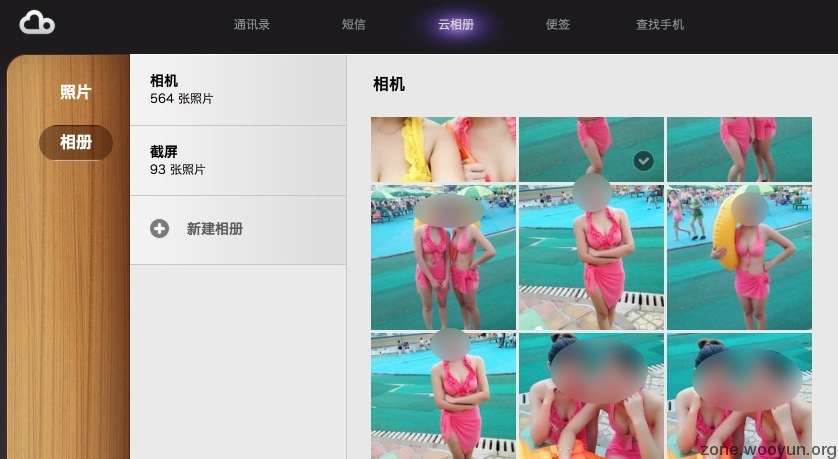 通讯录
短信
云相册
便签
查找手机
照片
相册
相机
564 张照片
截屏
93 张照片
新建相册
相机
zone.wooyun.org